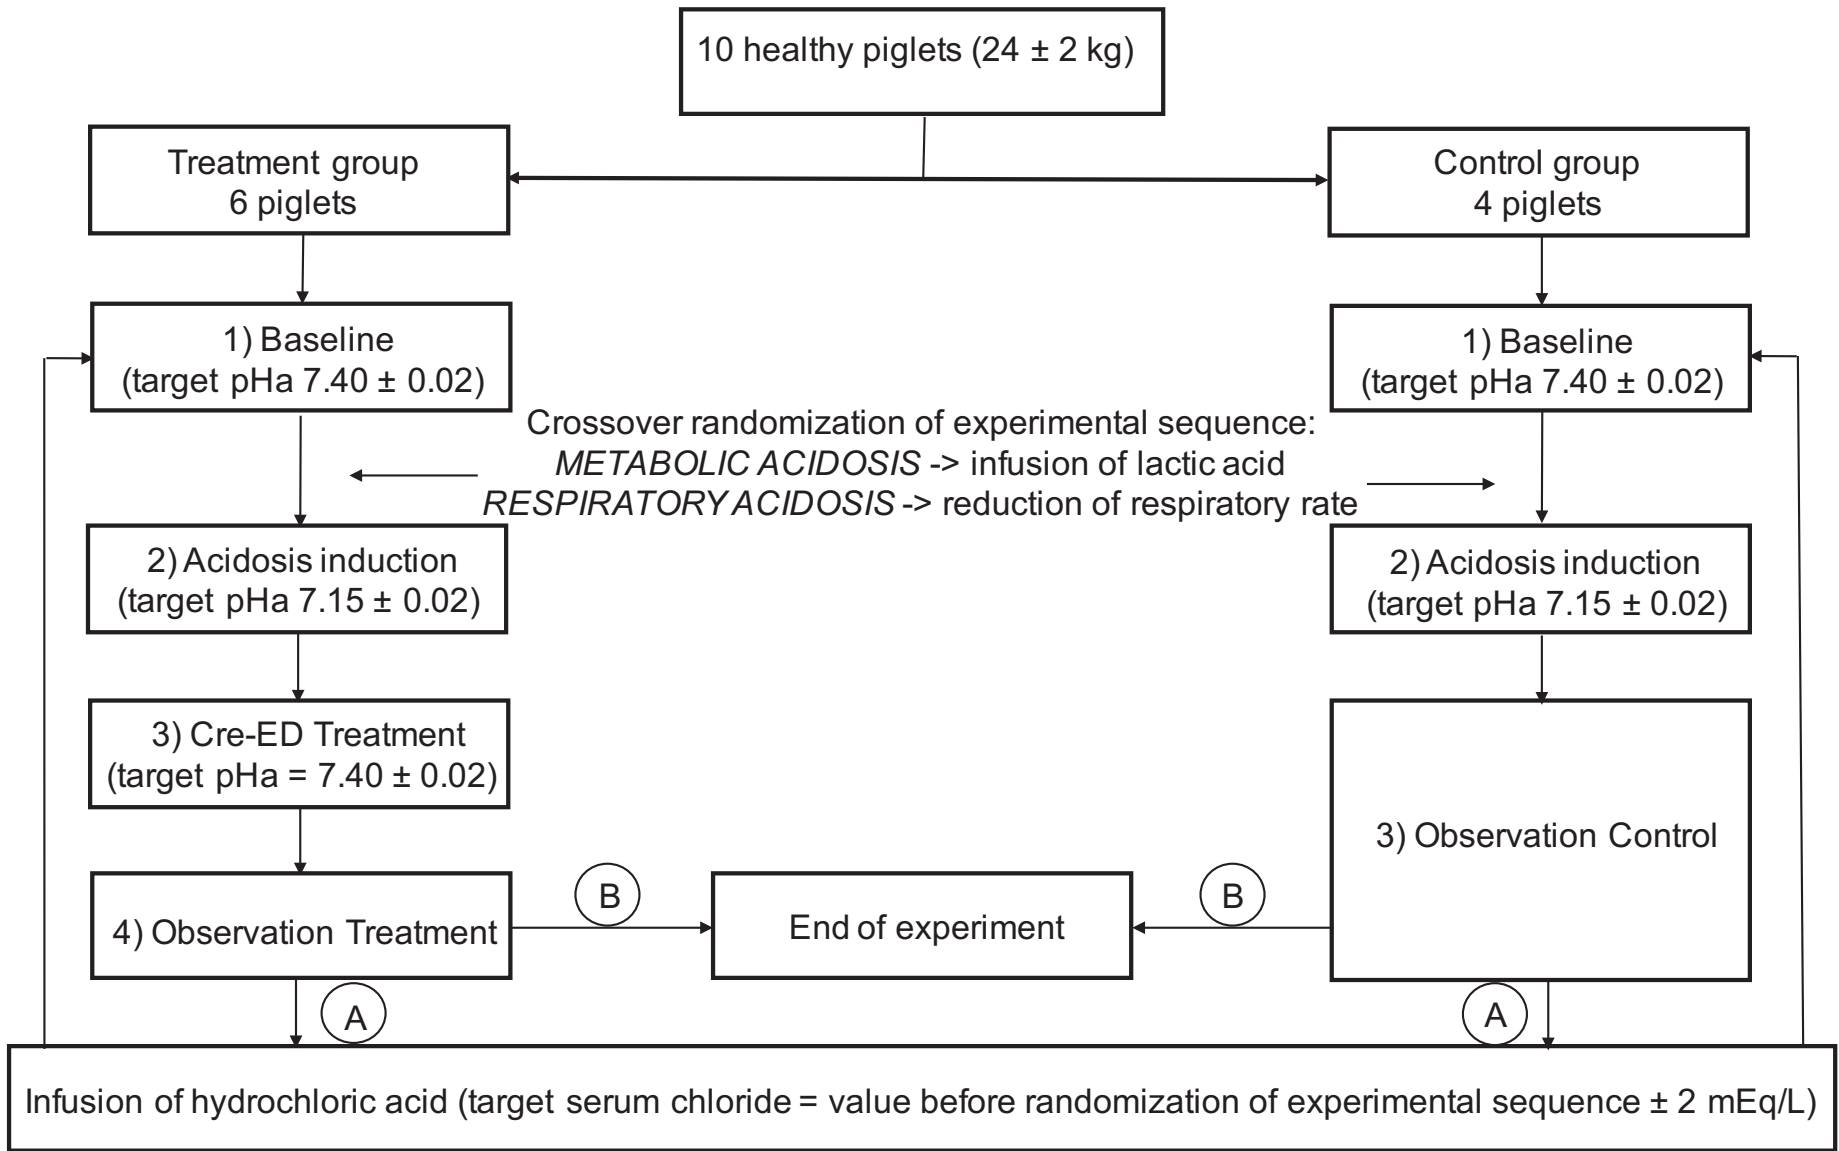 10 healthy piglets (24 ± 2 kg)
Treatment group
6 piglets
Control group
4 piglets
1) Baseline
(target pHa 7.40 ± 0.02)
1) Baseline
(target pHa 7.40 ± 0.02)
Crossover randomization of experimental sequence:
METABOLIC ACIDOSIS -> infusion of lactic acid
RESPIRATORY ACIDOSIS -> reduction of respiratory rate
2) Acidosis induction
(target pHa 7.15 ± 0.02)
2) Acidosis induction
(target pHa 7.15 ± 0.02)
3) Cre-ED Treatment
(target pHa = 7.40 ± 0.02)
3) Observation Control
4) Observation Treatment
B
End of experiment
B
A
A
Infusion of hydrochloric acid (target serum chloride = value before randomization of experimental sequence ± 2 mEq/L)